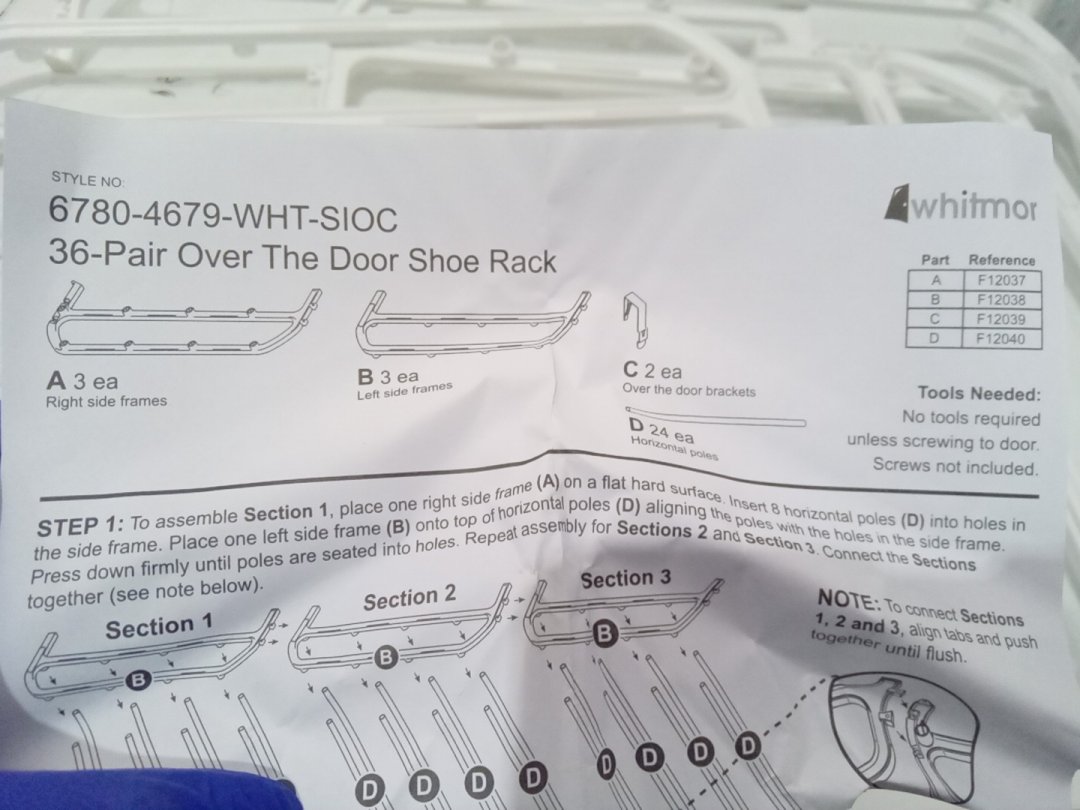 STYLE NO:
6780-4679-WHT-SIOC
36-Pair Over The Door Shoe Rack
whitmor
Part Reference
A F12037
B F12038
C F12039
D F12040
A 3 ea
Right side frames
B 3 ea
Left side frames
C 2 ea
Over the door brackets
D 24 ea
Horizontal poles
Tools Needed:
No tools required
unless screwing to door.
Screws not included.
STEP 1: To assemble Section 1, place one right side frame (A) on a flat hard surface. Insert 8 horizontal poles (D) into holes in
the side frame. Place one left side frame (B) onto top of horizontal poles (D) aligning the poles with the holes in the side frame.
Press down firmly until poles are seated into holes. Repeat assembly for Sections 2 and Section 3. Connect the Sections
together (see note below).
Section 1
Section 2
Section 3
B
B
B
NOTE: To connect Sections
1, 2 and 3, align tabs and push
together until flush.
D
D
D
D
D
D
D
D